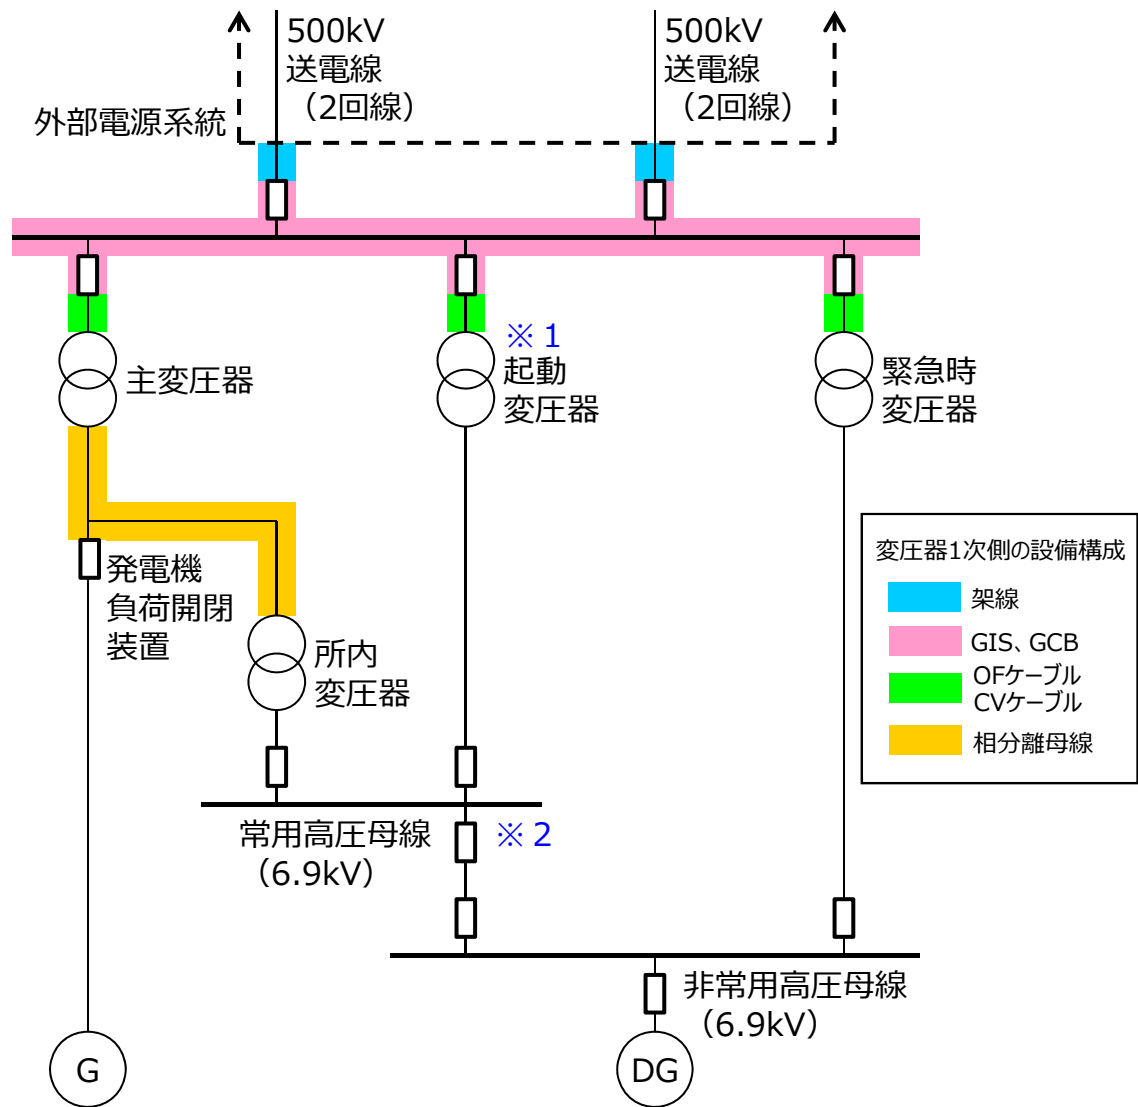 500kV
送電線
（2回線）
500kV
送電線
（2回線）
外部電源系統
主変圧器
※１
起動
変圧器
緊急時
変圧器
発電機
負荷開閉
装置
所内
変圧器
変圧器1次側の設備構成
架線
GIS、GCB
OFケーブル
CVケーブル
相分離母線
常用高圧母線
（6.9kV）
※２
非常用高圧母線
（6.9kV）
G
DG